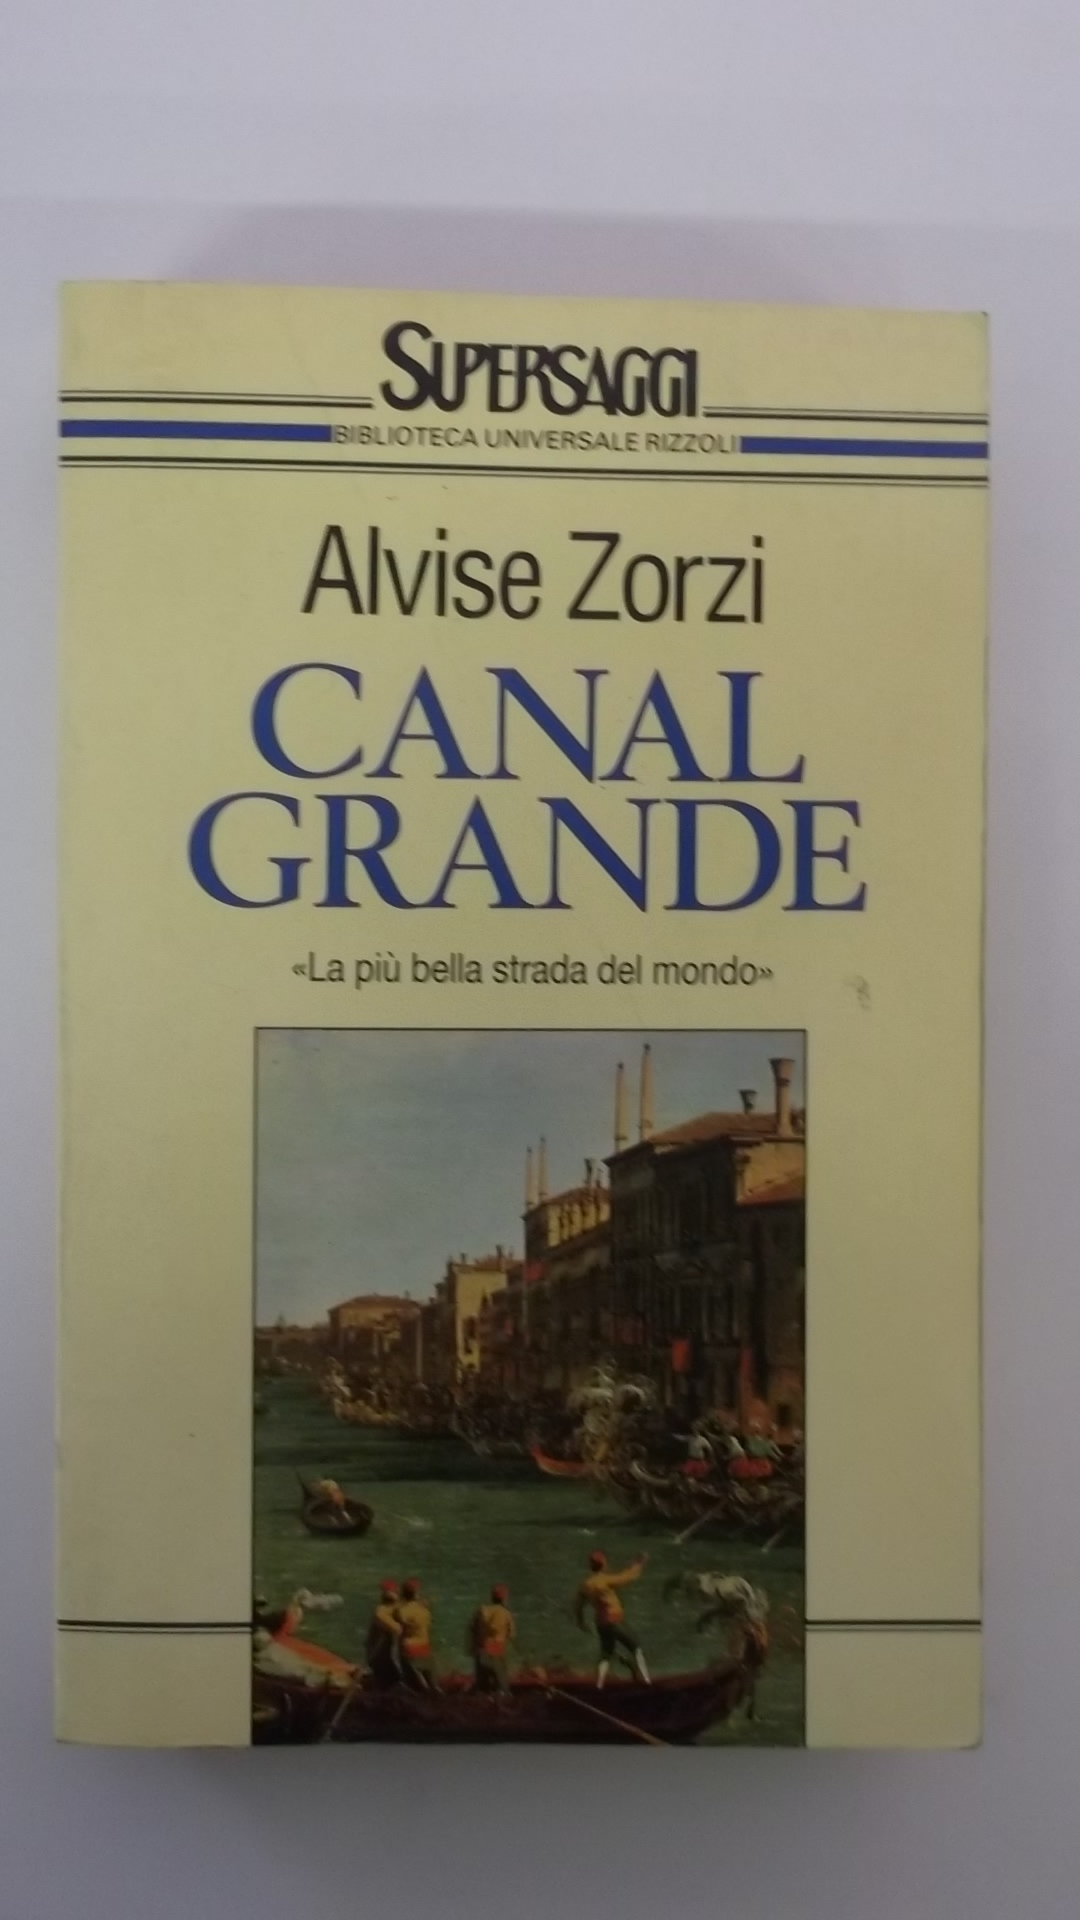 SUPERSAGGI
BIBLIOTECA UNIVERSALE RIZZOLI
Alvise Zorzi
CANAL
GRANDE
«La più bella strada del mondo»